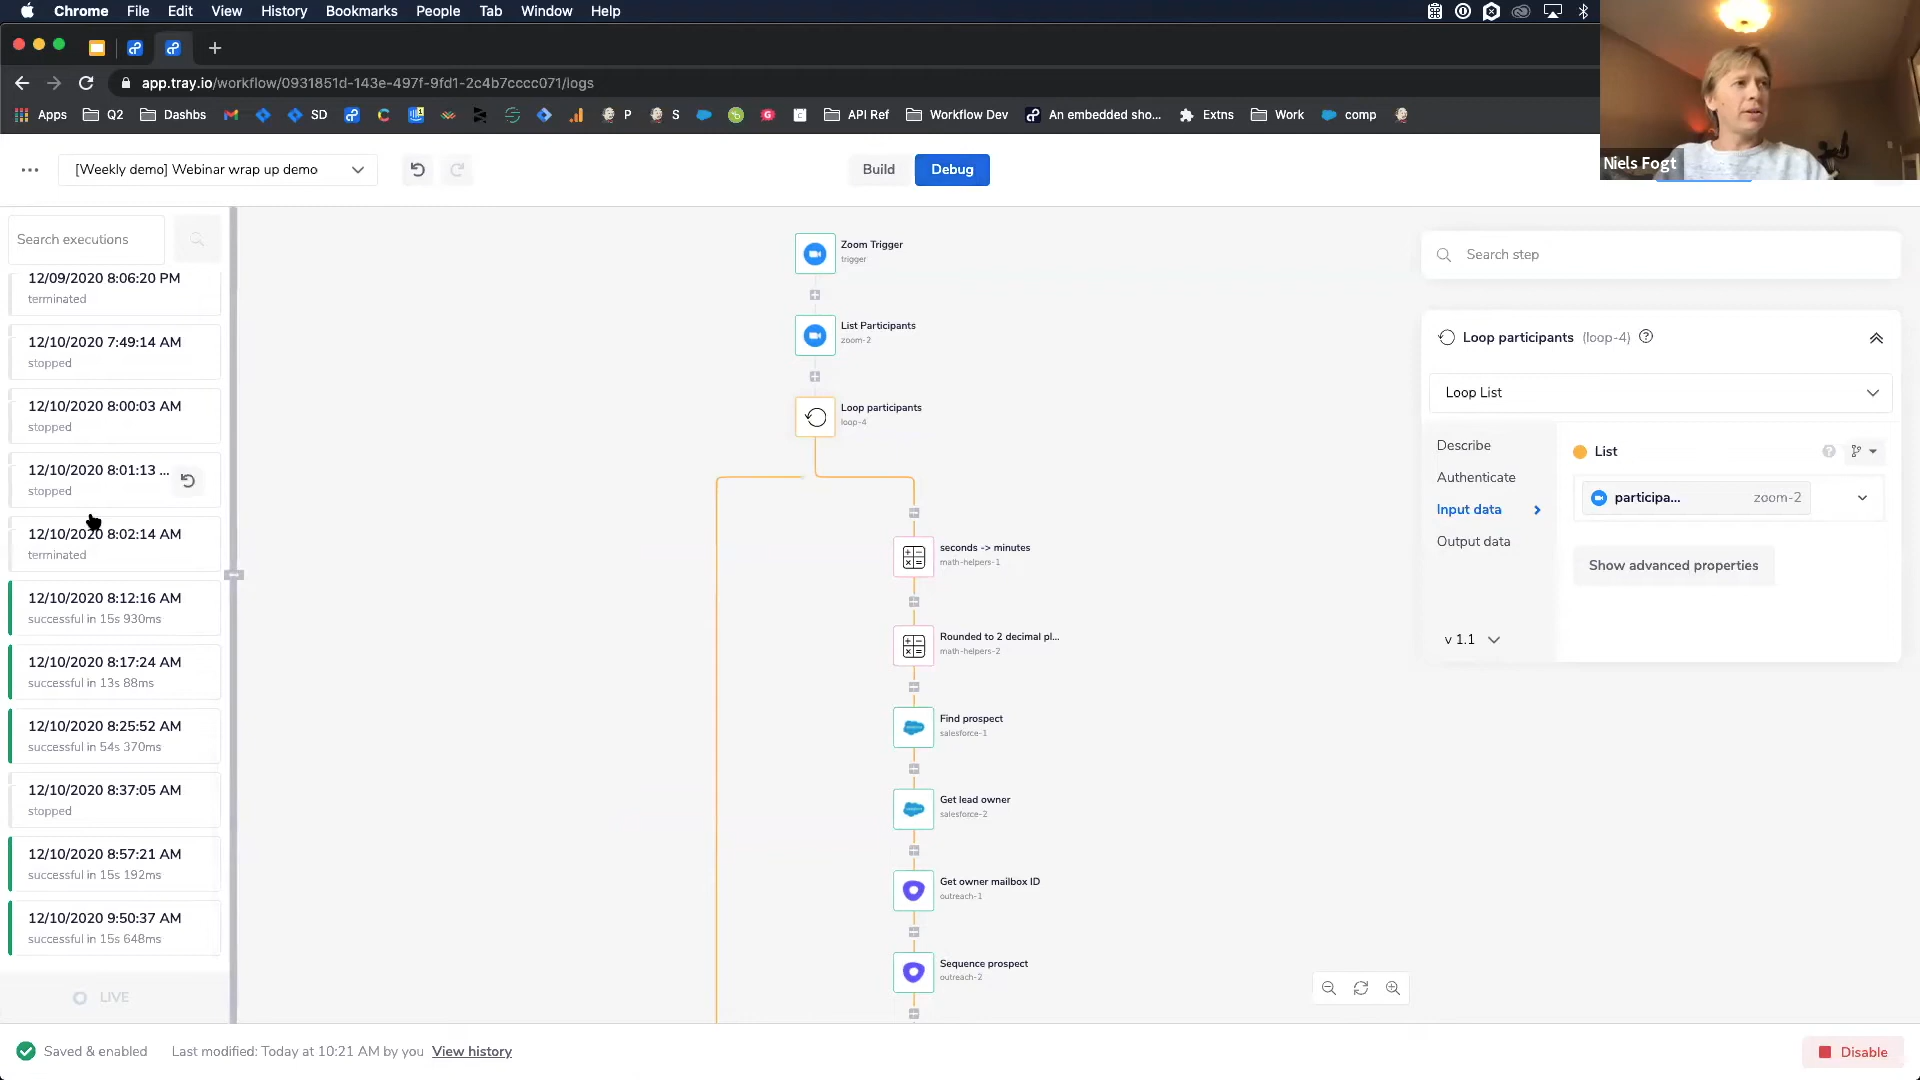 Chrome File Edit View History Bookmarks People Tab Window Help
app.tray.io/workflow/0931851d-143e-497f-9fd1-2c4b7cccc071/logs
Apps Q2 Dashbs SD P S API Ref Workflow Dev An embedded sho... Extns Work comp
Niels Fogt
[Weekly demo] Webinar wrap up demo
Build Debug
Search executions
12/09/2020 8:06:20 PM
terminated
12/10/2020 7:49:14 AM
stopped
12/10/2020 8:00:03 AM
stopped
12/10/2020 8:01:13 ...
stopped
12/10/2020 8:02:14 AM
terminated
12/10/2020 8:12:16 AM
successful in 15s 930ms
12/10/2020 8:17:24 AM
successful in 13s 88ms
12/10/2020 8:25:52 AM
successful in 54s 370ms
12/10/2020 8:37:05 AM
stopped
12/10/2020 8:57:21 AM
successful in 15s 192ms
12/10/2020 9:50:37 AM
successful in 15s 648ms
LIVE
Zoom Trigger
trigger
List Participants
zoom-2
Loop participants
loop-4
seconds -> minutes
math-helpers-1
Rounded to 2 decimal pl...
math-helpers-2
Find prospect
salesforce-1
Get lead owner
salesforce-2
Get owner mailbox ID
outreach-1
Sequence prospect
outreach-2
Search step
Loop participants (loop-4)
Loop List
Describe
Authenticate
Input data
Output data
v 1.1
List
participa... zoom-2
Show advanced properties
Saved & enabled Last modified: Today at 10:21 AM by you View history
Disable